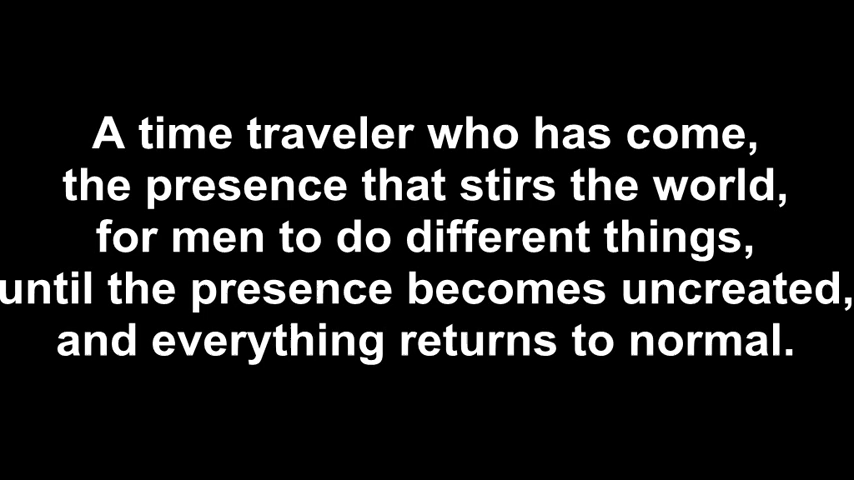 A time traveler who has come,
the presence that stirs the world,
for men to do different things,
until the presence becomes uncreated,
and everything returns to normal.